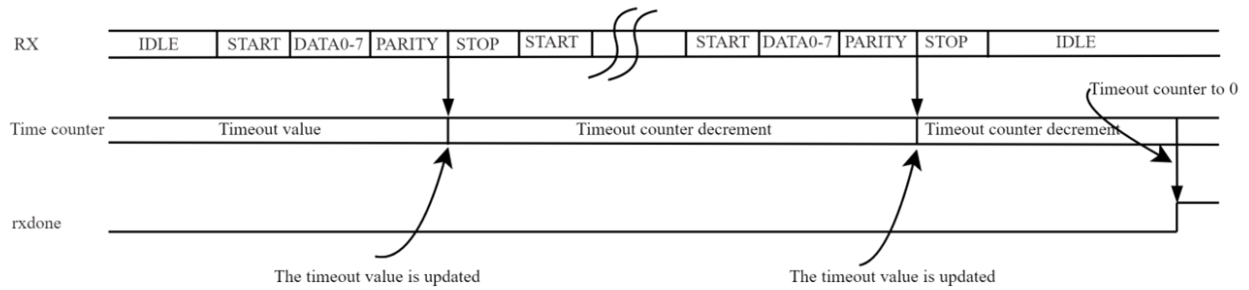 RX IDLE START DATA0-7 PARITY STOP START START DATA0-7 PARITY STOP IDLE
Timeout counter to 0
Time counter Timeout value Timeout counter decrement Timeout counter decrement
rxdone
The timeout value is updated The timeout value is updated